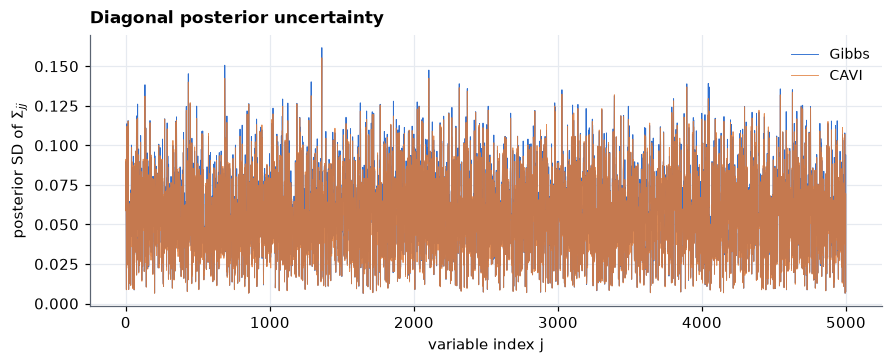 Diagonal posterior uncertainty
Gibbs
CAVI
0.150
0.125
0.100
0.075
0.050
0.025
0.000
posterior SD of Σjj
0
1000
2000
3000
4000
5000
variable index j